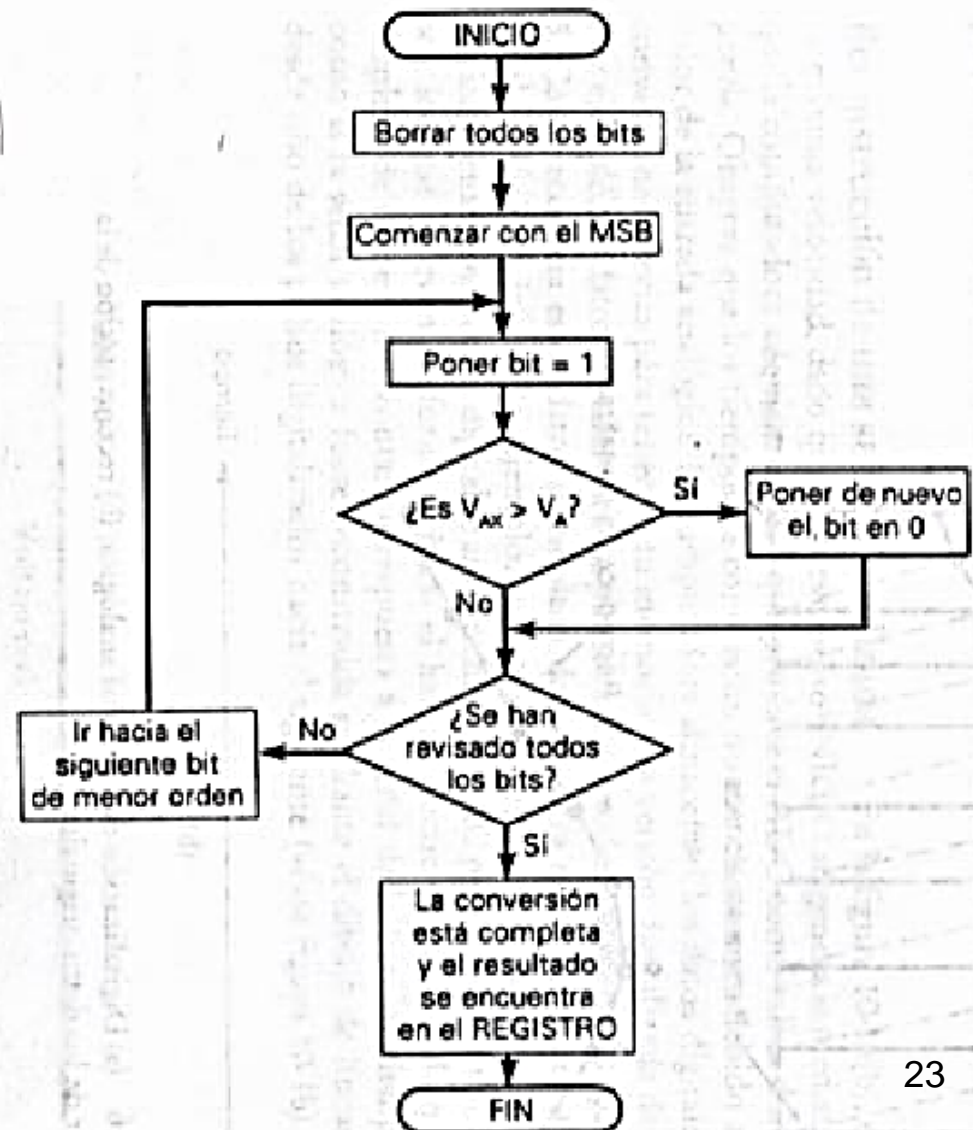 INICIO
Borrar todos los bits
Comenzar con el MSB
Poner bit = 1
¿Es V_AX > V_A?
Sí
Poner de nuevo
el, bit en 0
No
¿Se han
revisado todos
los bits?
No
Ir hacia el
siguiente bit
de menor orden
Sí
La conversión
está completa
y el resultado
se encuentra
en el REGISTRO
FIN
23